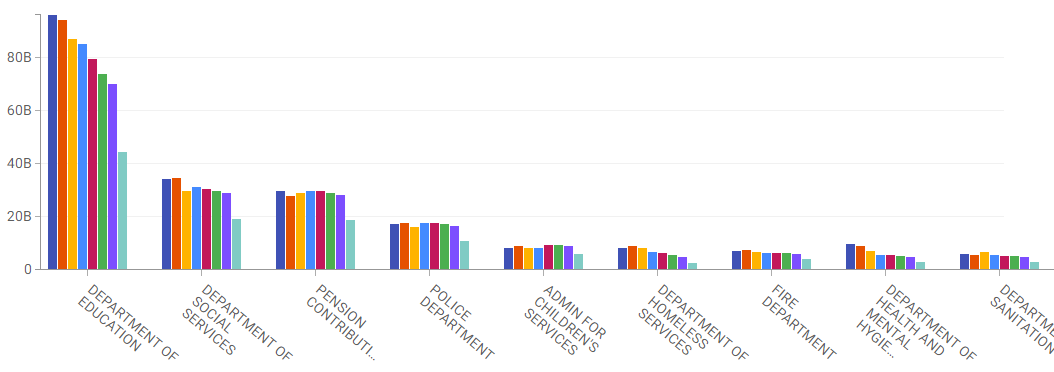 80B
60B
40B
20B
0
DEPARTMENT OF
EDUCATION
DEPARTMENT OF
SOCIAL
SERVICES
PENSION
CONTRIBUTI...
POLICE
DEPARTMENT
ADMIN FOR
CHILDREN'S
SERVICES
DEPARTMENT OF
HOMELESS
SERVICES
FIRE
DEPARTMENT
DEPARTMENT OF
HEALTH AND
MENTAL
HYGIE...
DEPARTME
SANITATION